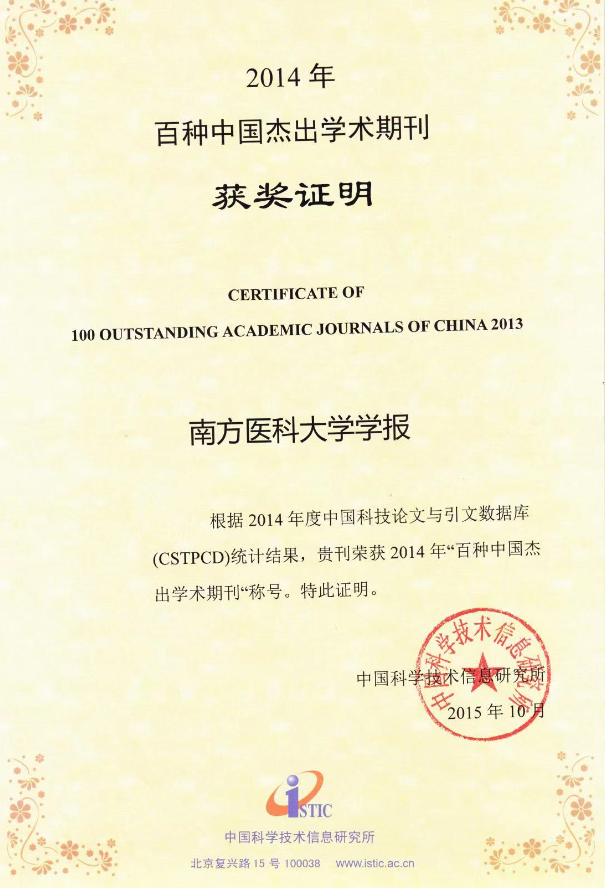 2014 年
百种中国杰出学术期刊
获奖证明
CERTIFICATE OF
100 OUTSTANDING ACADEMIC JOURNALS OF CHINA 2013
南方医科大学学报
根据 2014 年度中国科技论文与引文数据库
(CSTPCD)统计结果，贵刊荣获 2014 年“百种中国杰
出学术期刊“称号。特此证明。
中国科学技术信息研究所
中国科学技术信息研究所
2015 年 10 月
iSTIC
中国科学技术信息研究所
北京复兴路 15 号 100038 www.istic.ac.cn